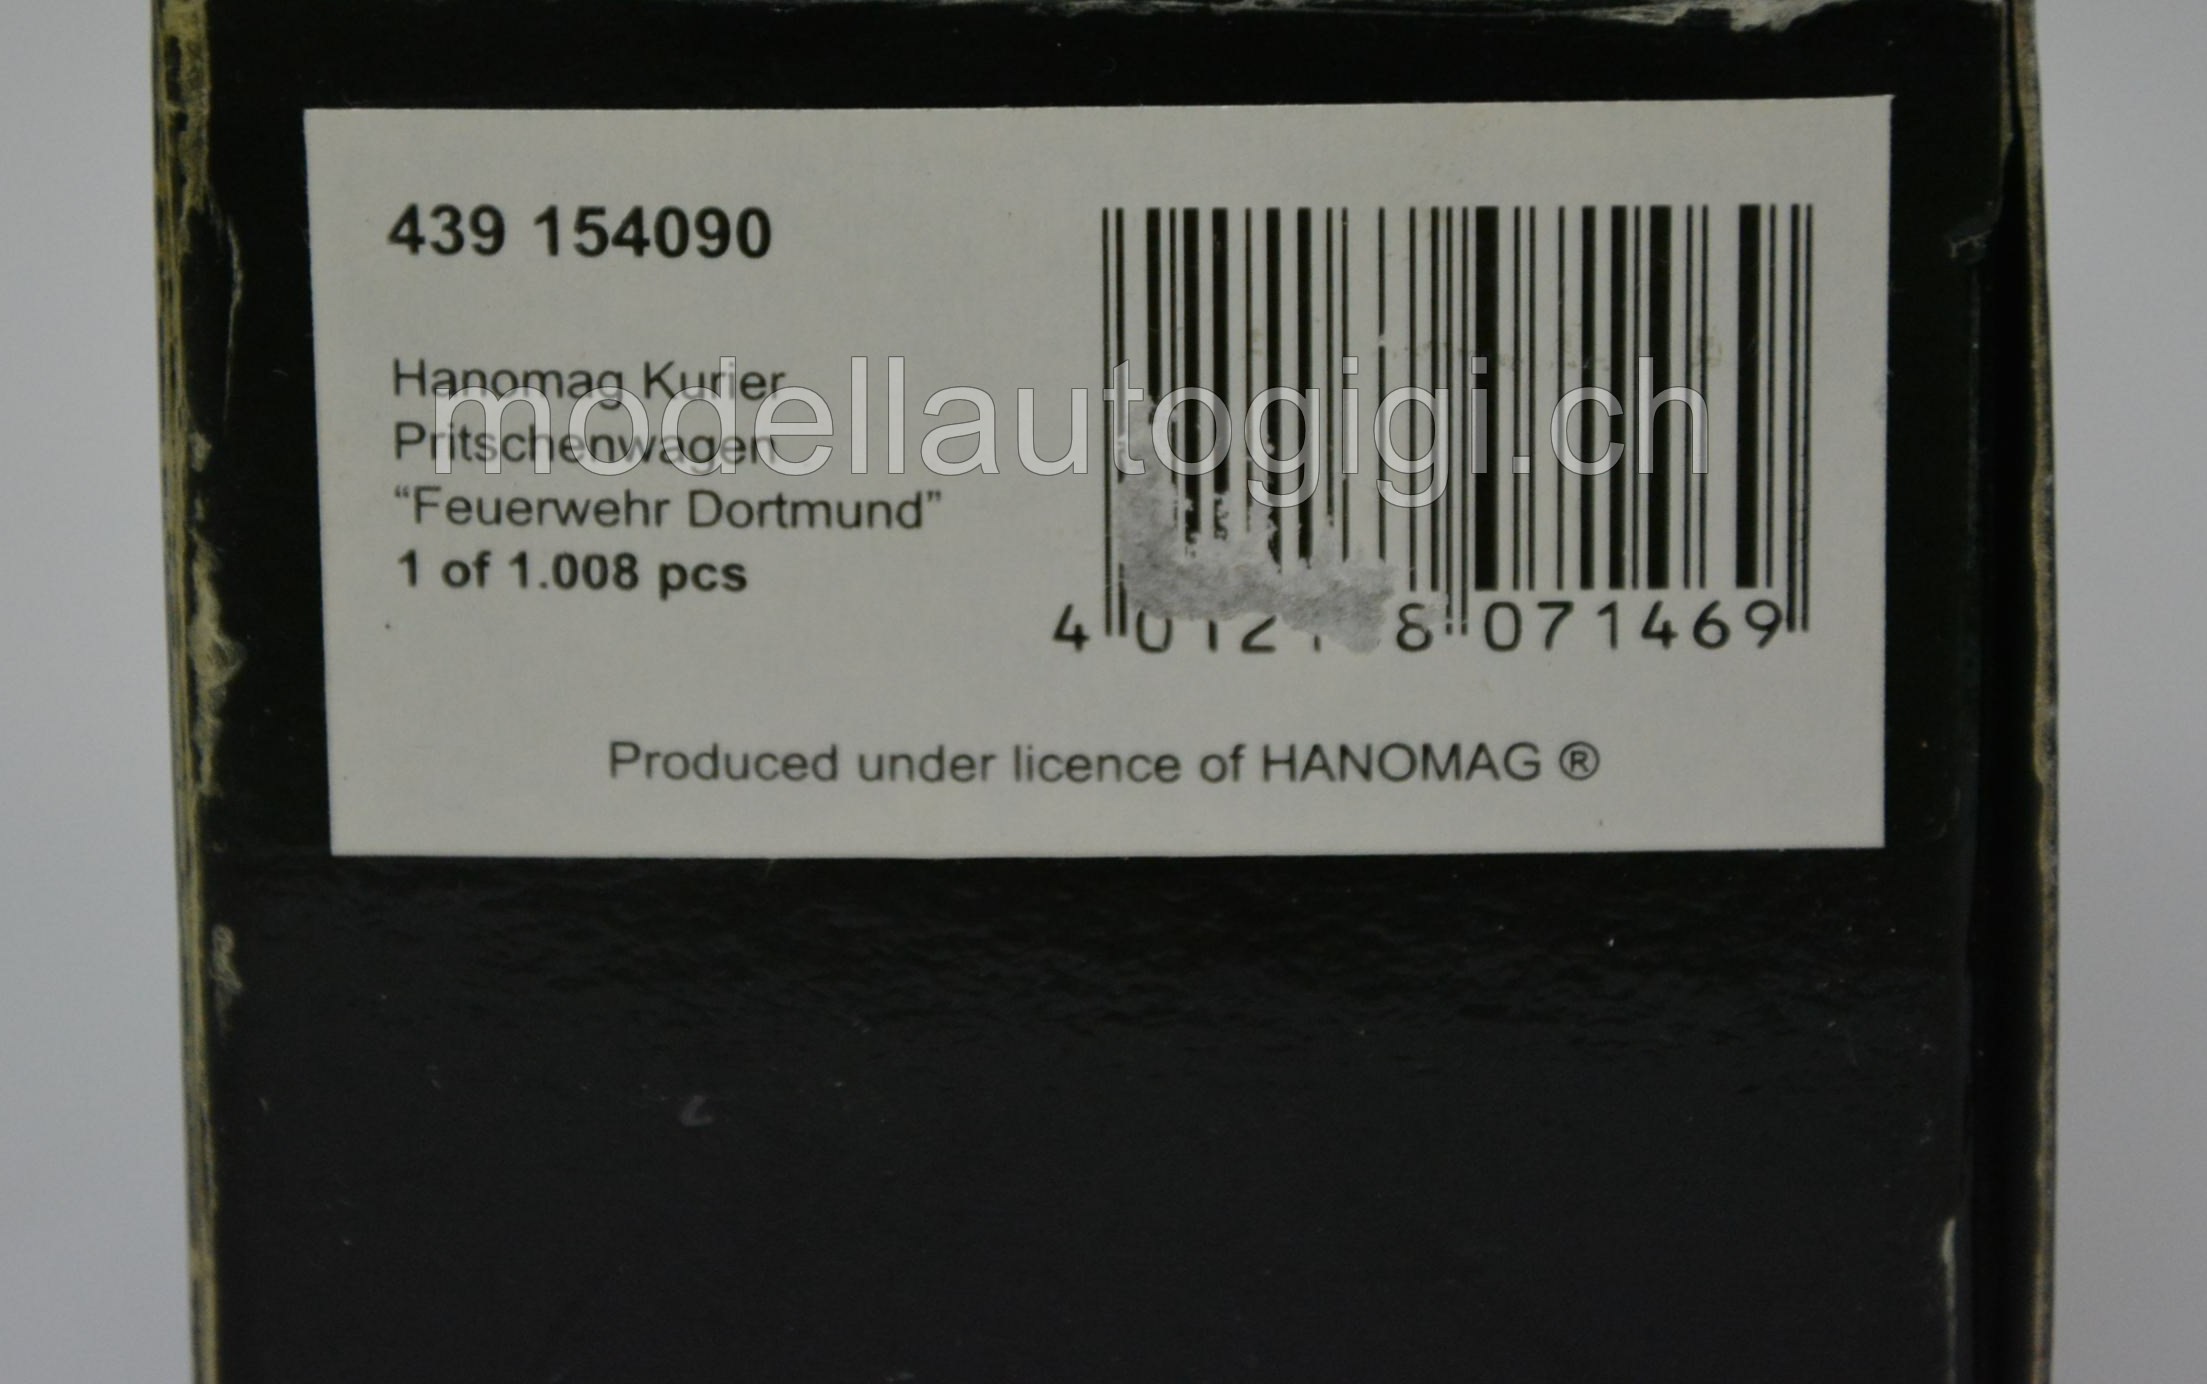 439 154090
Hanomag Kurier
Pritschenwagen
“Feuerwehr Dortmund”
1 of 1.008 pcs
modellautogigi.ch
8 071469
Produced under licence of HANOMAG ®